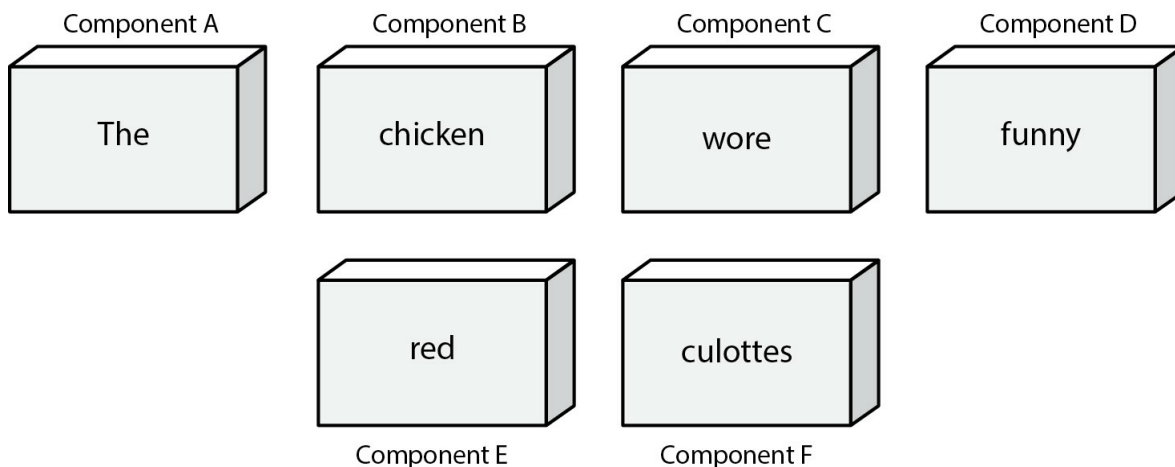 Component A Component B Component C Component D
The chicken wore funny
red culottes
Component E Component F